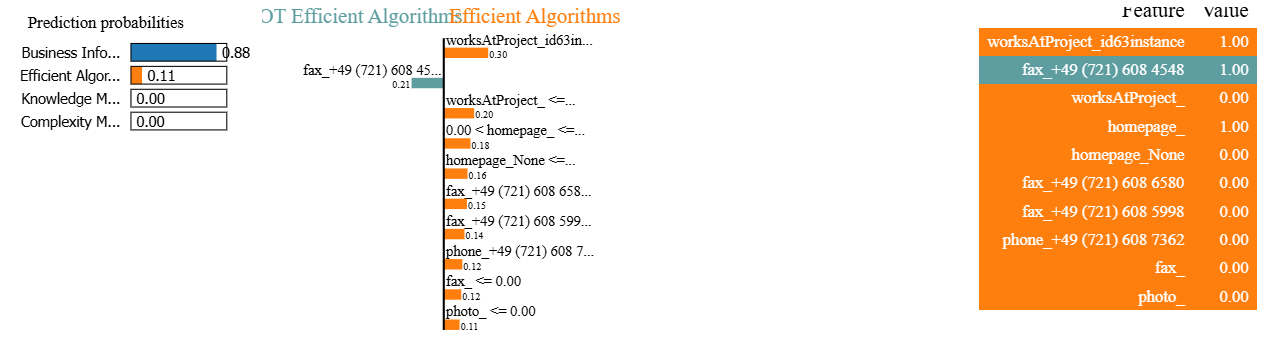 Prediction probabilities
Business Info... 0.88
Efficient Algor... 0.11
Knowledge M... 0.00
Complexity M... 0.00
OT Efficient Algorithms
Efficient Algorithms
worksAtProject_id63in...
0.30
fax_+49 (721) 608 45...
0.21
worksAtProject_ <=...
0.20
0.00 < homepage_ <=...
0.18
homepage_None <=...
0.16
fax_+49 (721) 608 658...
0.15
fax_+49 (721) 608 599...
0.14
phone_+49 (721) 608 7...
0.12
fax_ <= 0.00
0.12
photo_ <= 0.00
0.11
Feature Value
worksAtProject_id63instance 1.00
fax_+49 (721) 608 4548 1.00
worksAtProject_ 0.00
homepage_ 1.00
homepage_None 0.00
fax_+49 (721) 608 6580 0.00
fax_+49 (721) 608 5998 0.00
phone_+49 (721) 608 7362 0.00
fax_ 0.00
photo_ 0.00